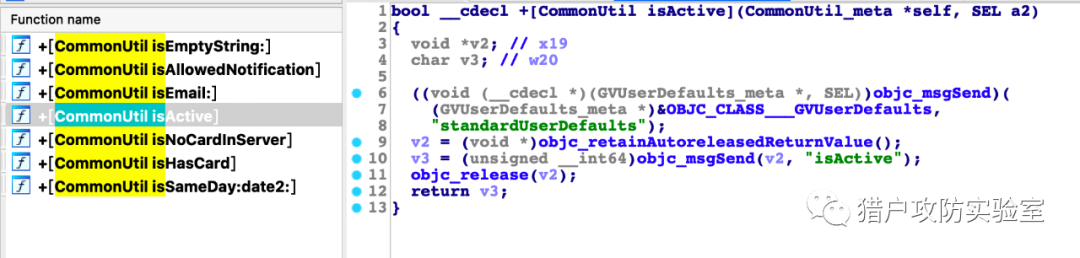 Function name
f +[CommonUtil isEmptyString:]
f +[CommonUtil isAllowedNotification]
f +[CommonUtil isEmail:]
f +[CommonUtil isActive]
f +[CommonUtil isNoCardInServer]
f +[CommonUtil isHasCard]
f +[CommonUtil isSameDay:date2:]
1 bool __cdecl +[CommonUtil isActive](CommonUtil_meta *self, SEL a2)
2 {
3 void *v2; // x19
4 char v3; // w20
5
6 ((void (__cdecl *)(GVUserDefaults_meta *, SEL))objc_msgSend)(
7 (GVUserDefaults_meta *)&OBJC_CLASS___GVUserDefaults,
8 "standardUserDefaults");
9 v2 = (void *)objc_retainAutoreleasedReturnValue();
10 v3 = (unsigned __int64)objc_msgSend(v2, "isActive");
11 objc_release(v2);
12 return v3;
13 }
猎户攻防实验室